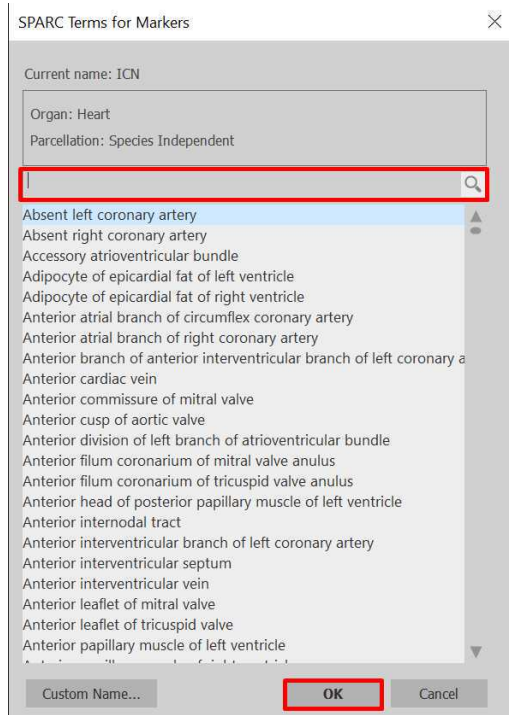 SPARC Terms for Markers
Current name: ICN
Organ: Heart
Parcellation: Species Independent
Absent left coronary artery
Absent right coronary artery
Accessory atrioventricular bundle
Adipocyte of epicardial fat of left ventricle
Adipocyte of epicardial fat of right ventricle
Anterior atrial branch of circumflex coronary artery
Anterior atrial branch of right coronary artery
Anterior branch of anterior interventricular branch of left coronary a
Anterior cardiac vein
Anterior commissure of mitral valve
Anterior cusp of aortic valve
Anterior division of left branch of atrioventricular bundle
Anterior filum coronarium of mitral valve anulus
Anterior filum coronarium of tricuspid valve anulus
Anterior head of posterior papillary muscle of left ventricle
Anterior internodal tract
Anterior interventricular branch of left coronary artery
Anterior interventricular septum
Anterior interventricular vein
Anterior leaflet of mitral valve
Anterior leaflet of tricuspid valve
Anterior papillary muscle of left ventricle
Custom Name... OK Cancel